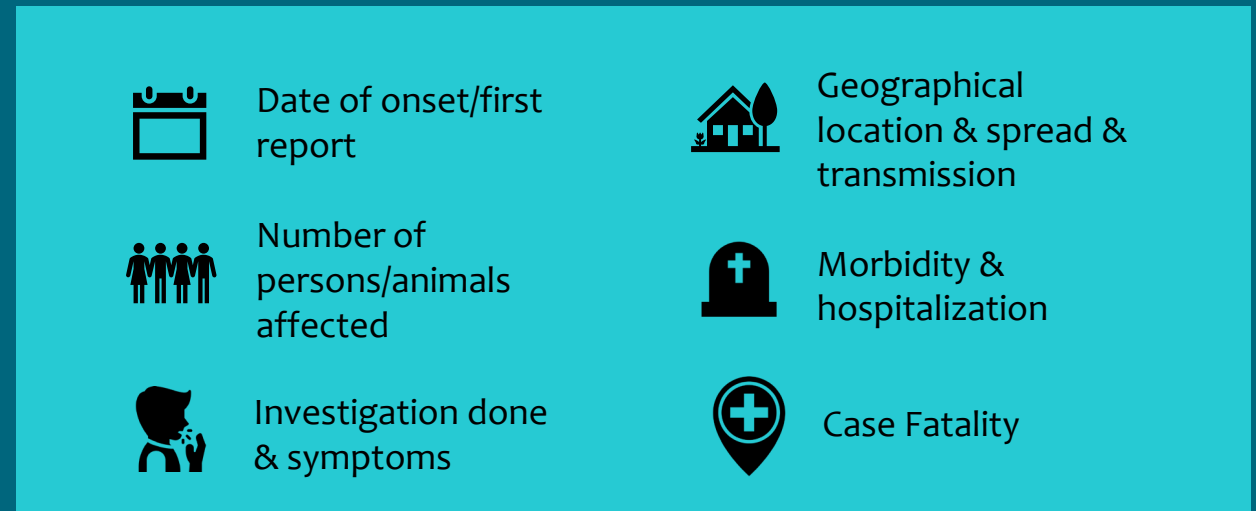 Date of onset/first
report
Number of
persons/animals
affected
Investigation done
& symptoms
Geographical
location & spread &
transmission
Morbidity &
hospitalization
Case Fatality